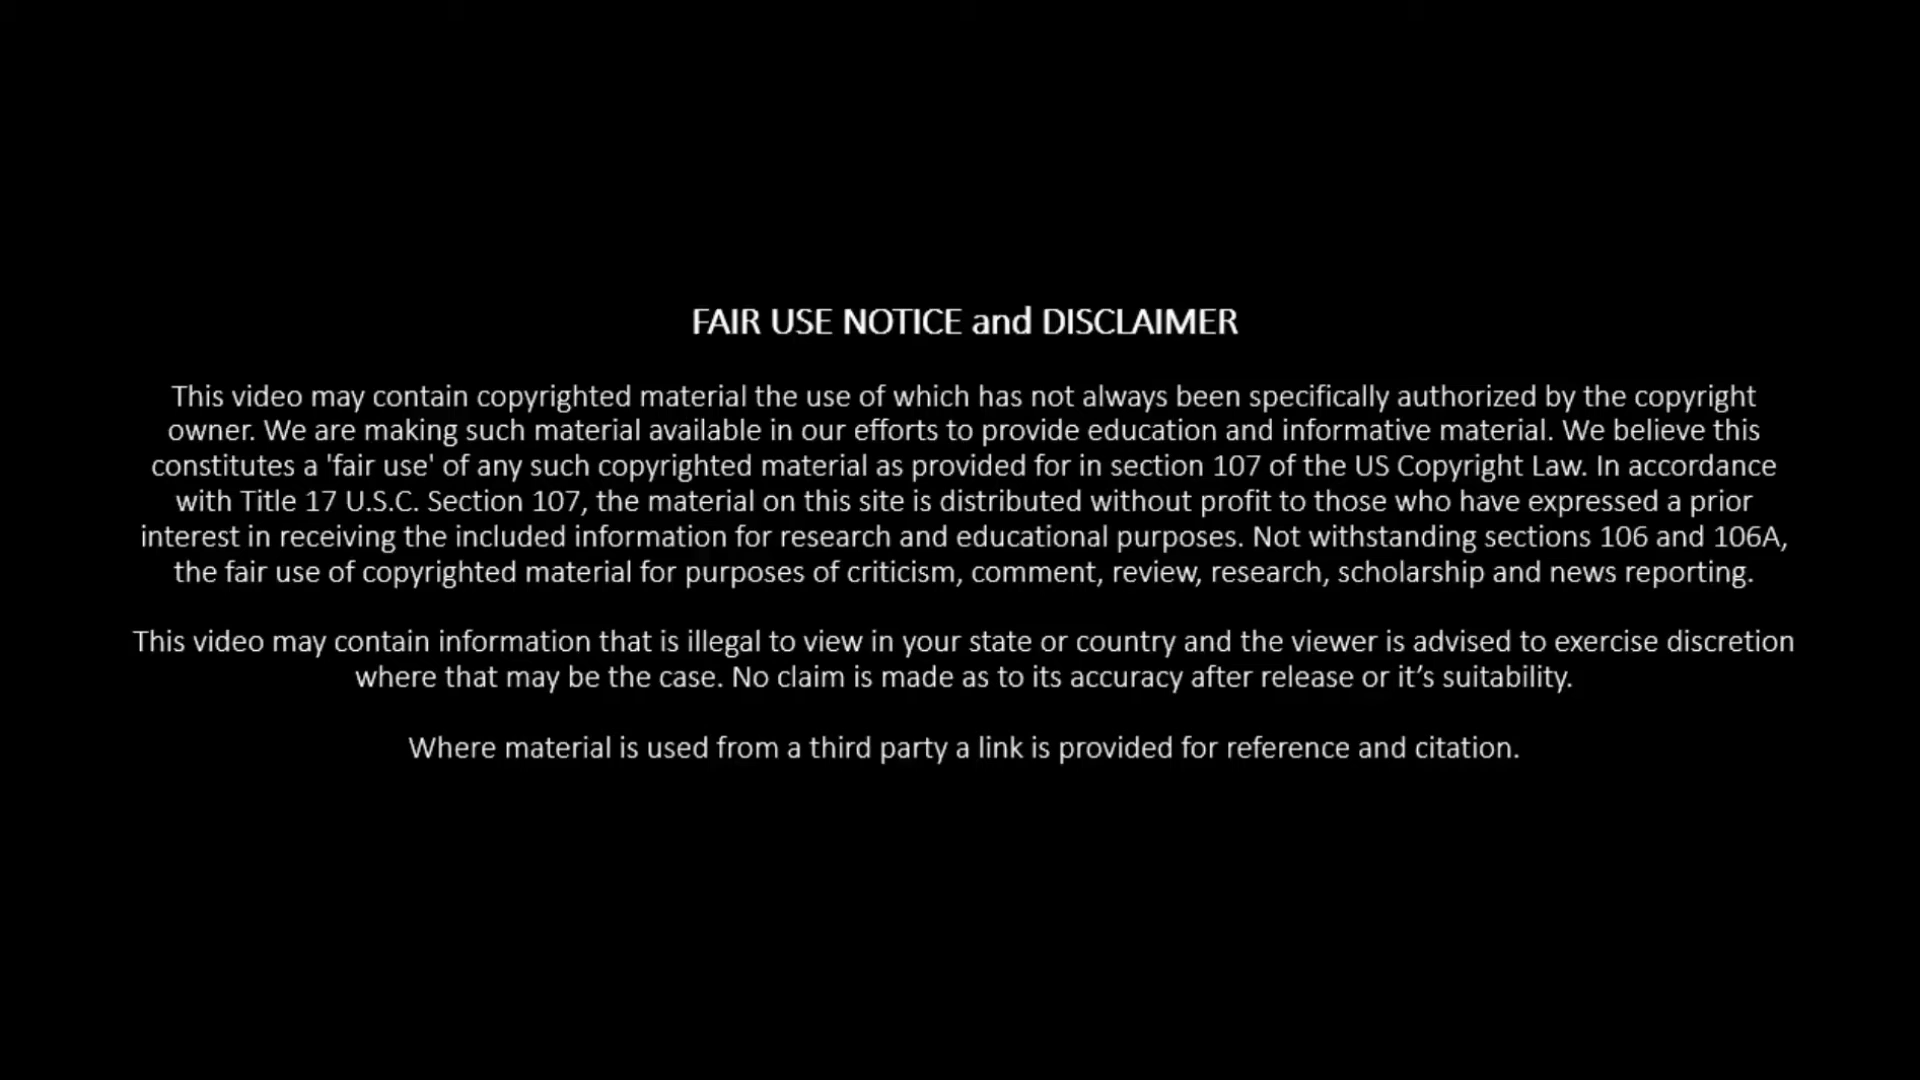 FAIR USE NOTICE and DISCLAIMER
This video may contain copyrighted material the use of which has not always been specifically authorized by the copyright
owner. We are making such material available in our efforts to provide education and informative material. We believe this
constitutes a 'fair use' of any such copyrighted material as provided for in section 107 of the US Copyright Law. In accordance
with Title 17 U.S.C. Section 107, the material on this site is distributed without profit to those who have expressed a prior
interest in receiving the included information for research and educational purposes. Not withstanding sections 106 and 106A,
the fair use of copyrighted material for purposes of criticism, comment, review, research, scholarship and news reporting.
This video may contain information that is illegal to view in your state or country and the viewer is advised to exercise discretion
where that may be the case. No claim is made as to its accuracy after release or it’s suitability.
Where material is used from a third party a link is provided for reference and citation.